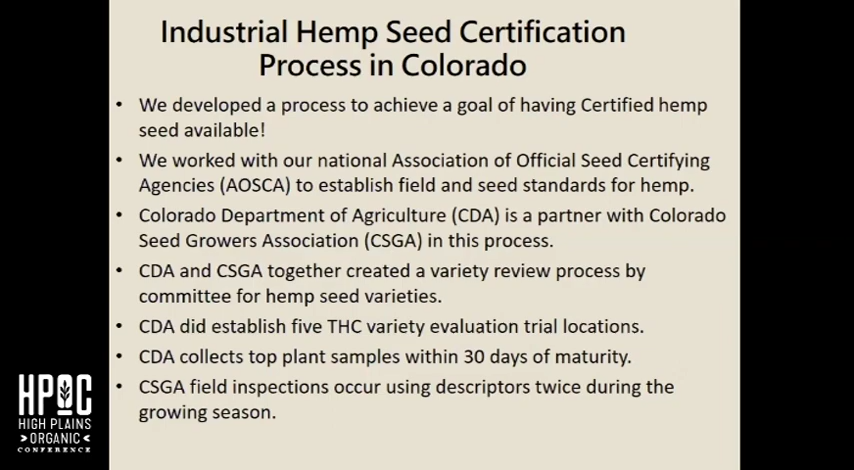 Industrial Hemp Seed Certification
Process in Colorado
• We developed a process to achieve a goal of having Certified hemp
seed available!
• We worked with our national Association of Official Seed Certifying
Agencies (AOSCA) to establish field and seed standards for hemp.
• Colorado Department of Agriculture (CDA) is a partner with Colorado
Seed Growers Association (CSGA) in this process.
• CDA and CSGA together created a variety review process by
committee for hemp seed varieties.
• CDA did establish five THC variety evaluation trial locations.
• CDA collects top plant samples within 30 days of maturity.
• CSGA field inspections occur using descriptors twice during the
growing season.
HPOC
HIGH PLAINS
ORGANIC
CONFERENCE